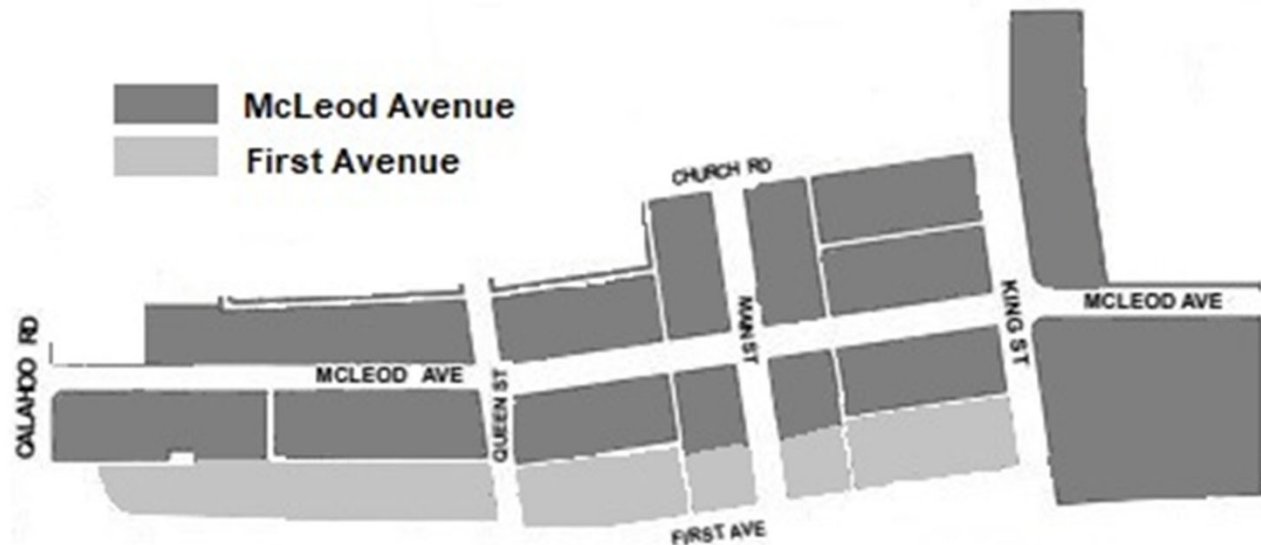 McLeod Avenue
First Avenue
CHURCH RD
CALAHOO RD
MCLEOD AVE
QUEEN ST
MAIN ST
KING ST
MCLEOD AVE
FIRST AVE